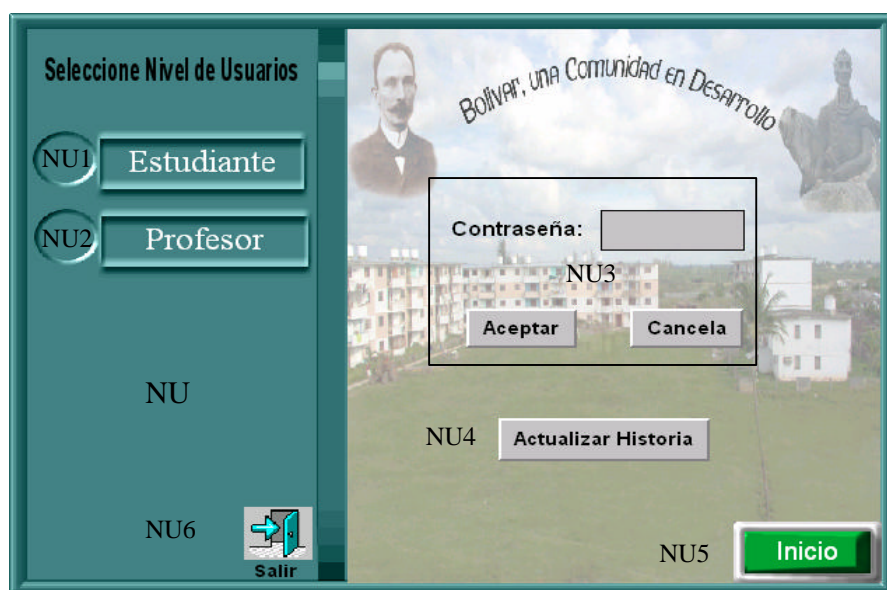 Seleccione Nivel de Usuarios
NU1 Estudiante
NU2 Profesor
NU
NU6
Salir
Bolivar, una Comunidad en Desarrollo
Contraseña:
NU3
Aceptar Cancela
NU4 Actualizar Historia
NU5 Inicio